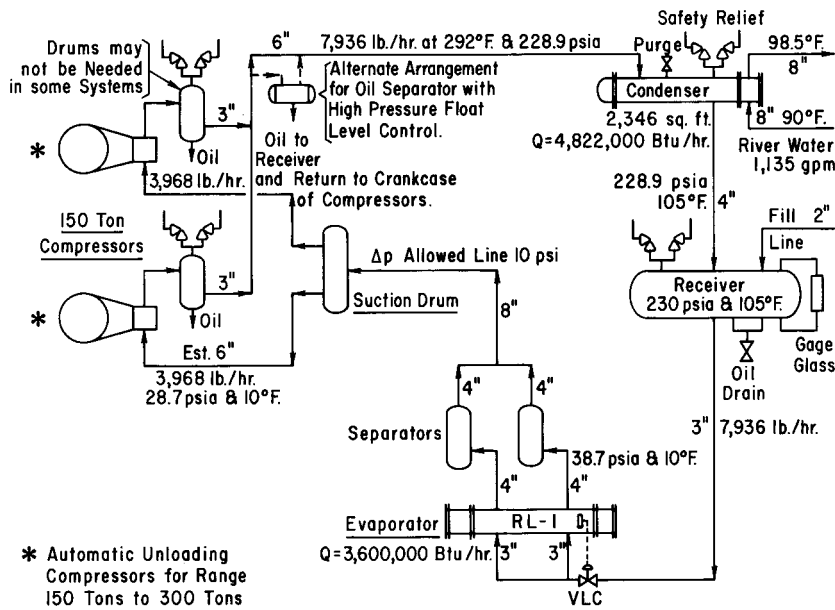 Drums may
not be Needed
in some Systems
3"
Oil
*
3,968 lb./hr.
6"
7,936 lb./hr. at 292°F. & 228.9 psia
Alternate Arrangement
for Oil Separator with
High Pressure Float
Level Control.
Oil to
Receiver
and Return to Crankcase
of Compressors.
Safety Relief
Purge
98.5°F.
8"
Condenser
2,346 sq. ft.
Q=4,822,000 Btu/hr.
8"
90°F.
River Water
1,135 gpm
228.9 psia
105°F.
4"
Fill 2"
Line
150 Ton
Compressors
3"
Oil
*
Est. 6"
3,968 lb./hr.
28.7psia & 10°F.
Δp Allowed Line 10 psi
Suction Drum
8"
Receiver
230 psia & 105°F.
Gage
Glass
Oil
Drain
4"
4"
Separators
38.7psia & 10°F.
4"
4"
3"
7,936 lb./hr.
Evaporator
RL-1
Q=3,600,000 Btu/hr.
3"
3"
VLC
* Automatic Unloading
Compressors for Range
150 Tons to 300 Tons